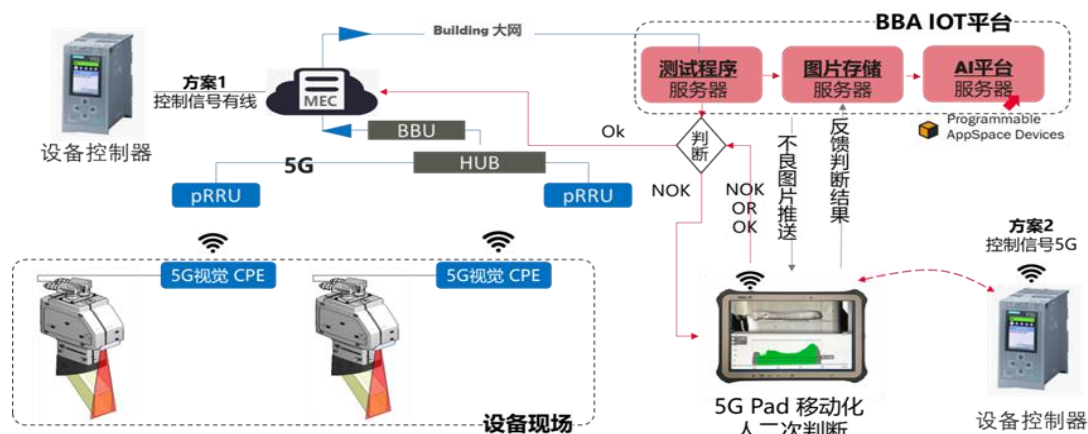 Building 大网
BBA IOT平台
测试程序
服务器
图片存储
服务器
AI平台
服务器
Programmable
AppSpace Devices
方案1
控制信号有线
MEC
设备控制器
BBU
HUB
5G
pRRU
pRRU
Ok
判断
NOK
NOK
OR
OK
不良图片推送
反馈判断结果
方案2
控制信号5G
5G视觉 CPE
5G视觉 CPE
设备现场
5G Pad 移动化
人二次判断
设备控制器